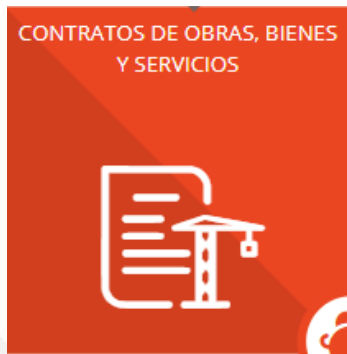 CONTRATOS DE OBRAS, BIENES
Y SERVICIOS